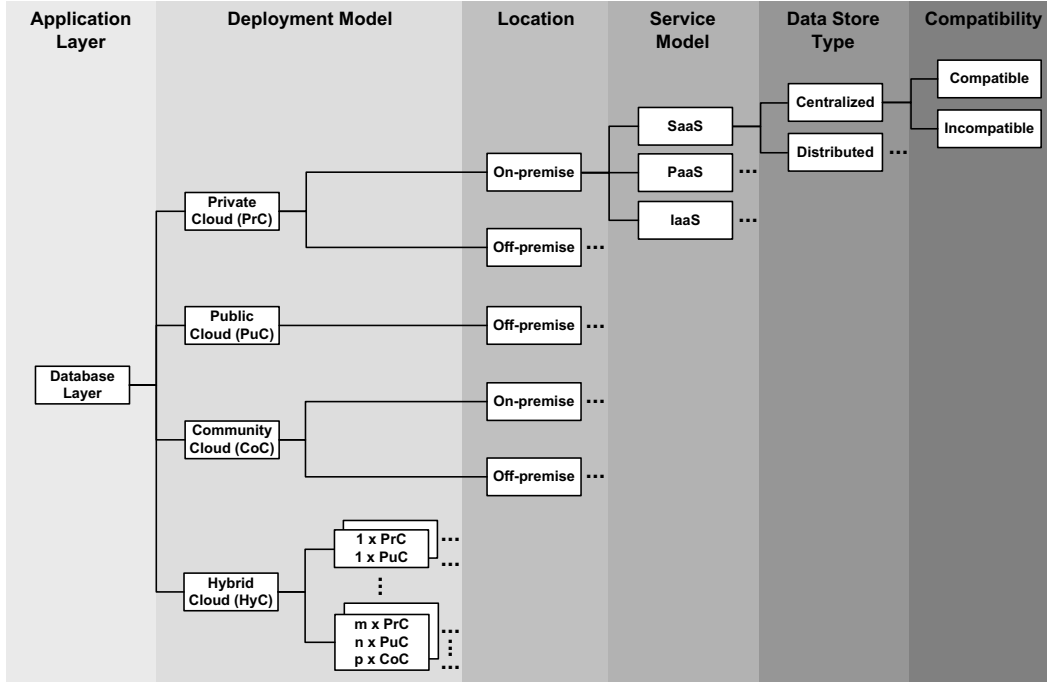 Application
Layer
Deployment Model
Location
Service
Model
Data Store
Type
Compatibility
Database
Layer
Private
Cloud (PrC)
Public
Cloud (PuC)
Community
Cloud (CoC)
Hybrid
Cloud (HyC)
1 x PrC
1 x PuC
...
...
...
m x PrC
n x PuC
p x CoC
...
...
...
On-premise
Off-premise ...
Off-premise ...
On-premise ...
Off-premise ...
SaaS
PaaS ...
IaaS ...
Centralized
Distributed ...
Compatible
Incompatible